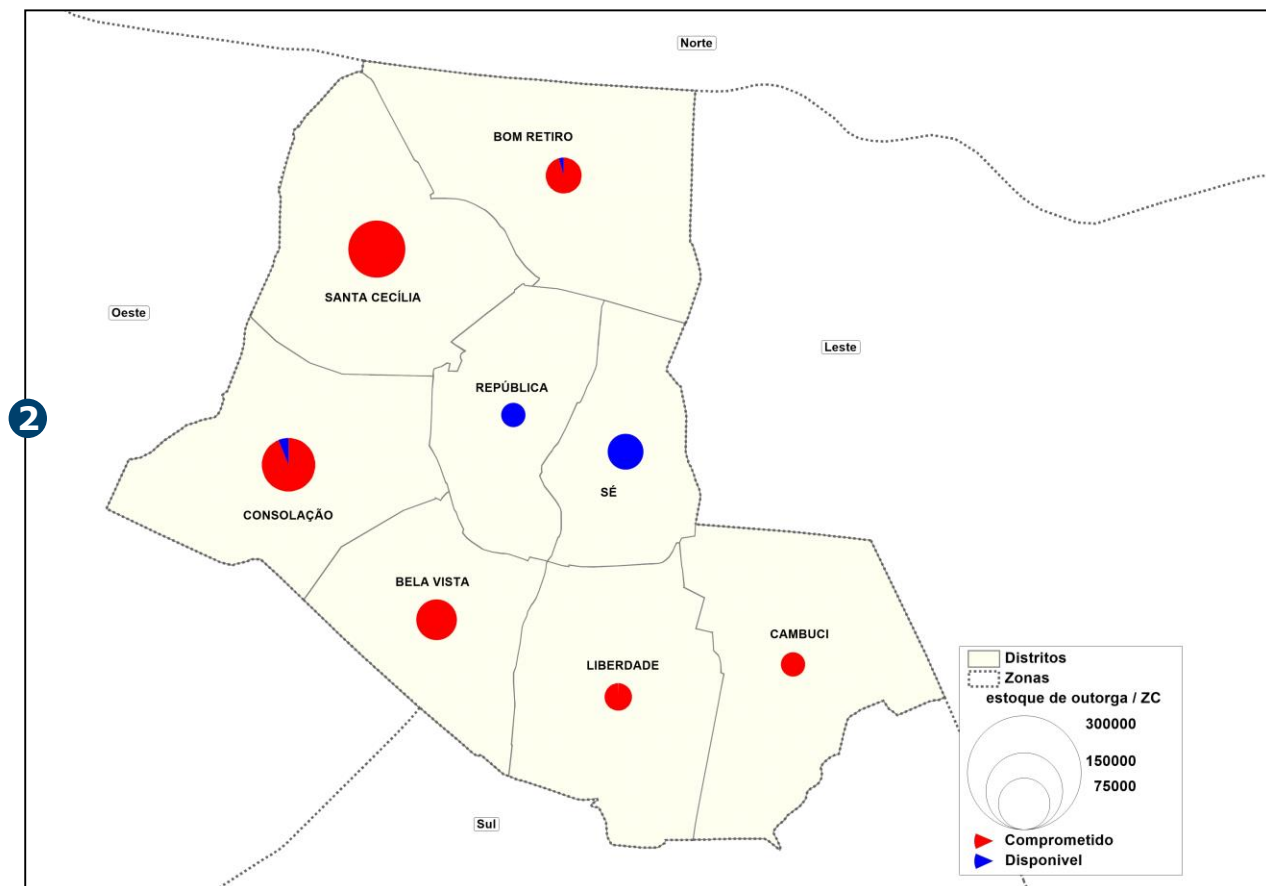 Norte
BOM RETIRO
SANTA CECÍLIA
Oeste
Leste
REPÚBLICA
2
SÉ
CONSOLAÇÃO
BELA VISTA
CAMBUCI
LIBERDADE
Distritos
Zonas
estoque de outorga / ZC
300000
150000
75000
Sul
Comprometido
Disponivel